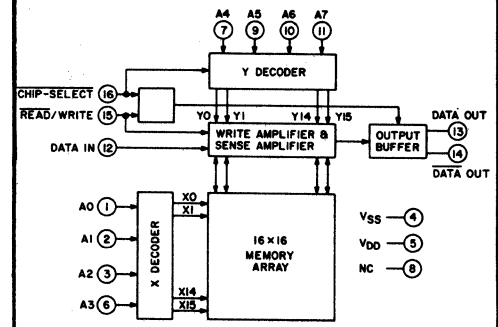 A4 A5 A6 A7
7 9 10 11
Y DECODER
CHIP-SELECT 16
READ/WRITE 15
Y0 Y1 Y14 Y15
DATA IN 12
WRITE AMPLIFIER &
SENSE AMPLIFIER
OUTPUT
BUFFER
DATA OUT
13
14
DATA OUT
A0 1
A1 2
A2 3
A3 6
X DECODER
X0
X1
X14
X15
16×16
MEMORY
ARRAY
VSS 4
VDD 5
NC 8